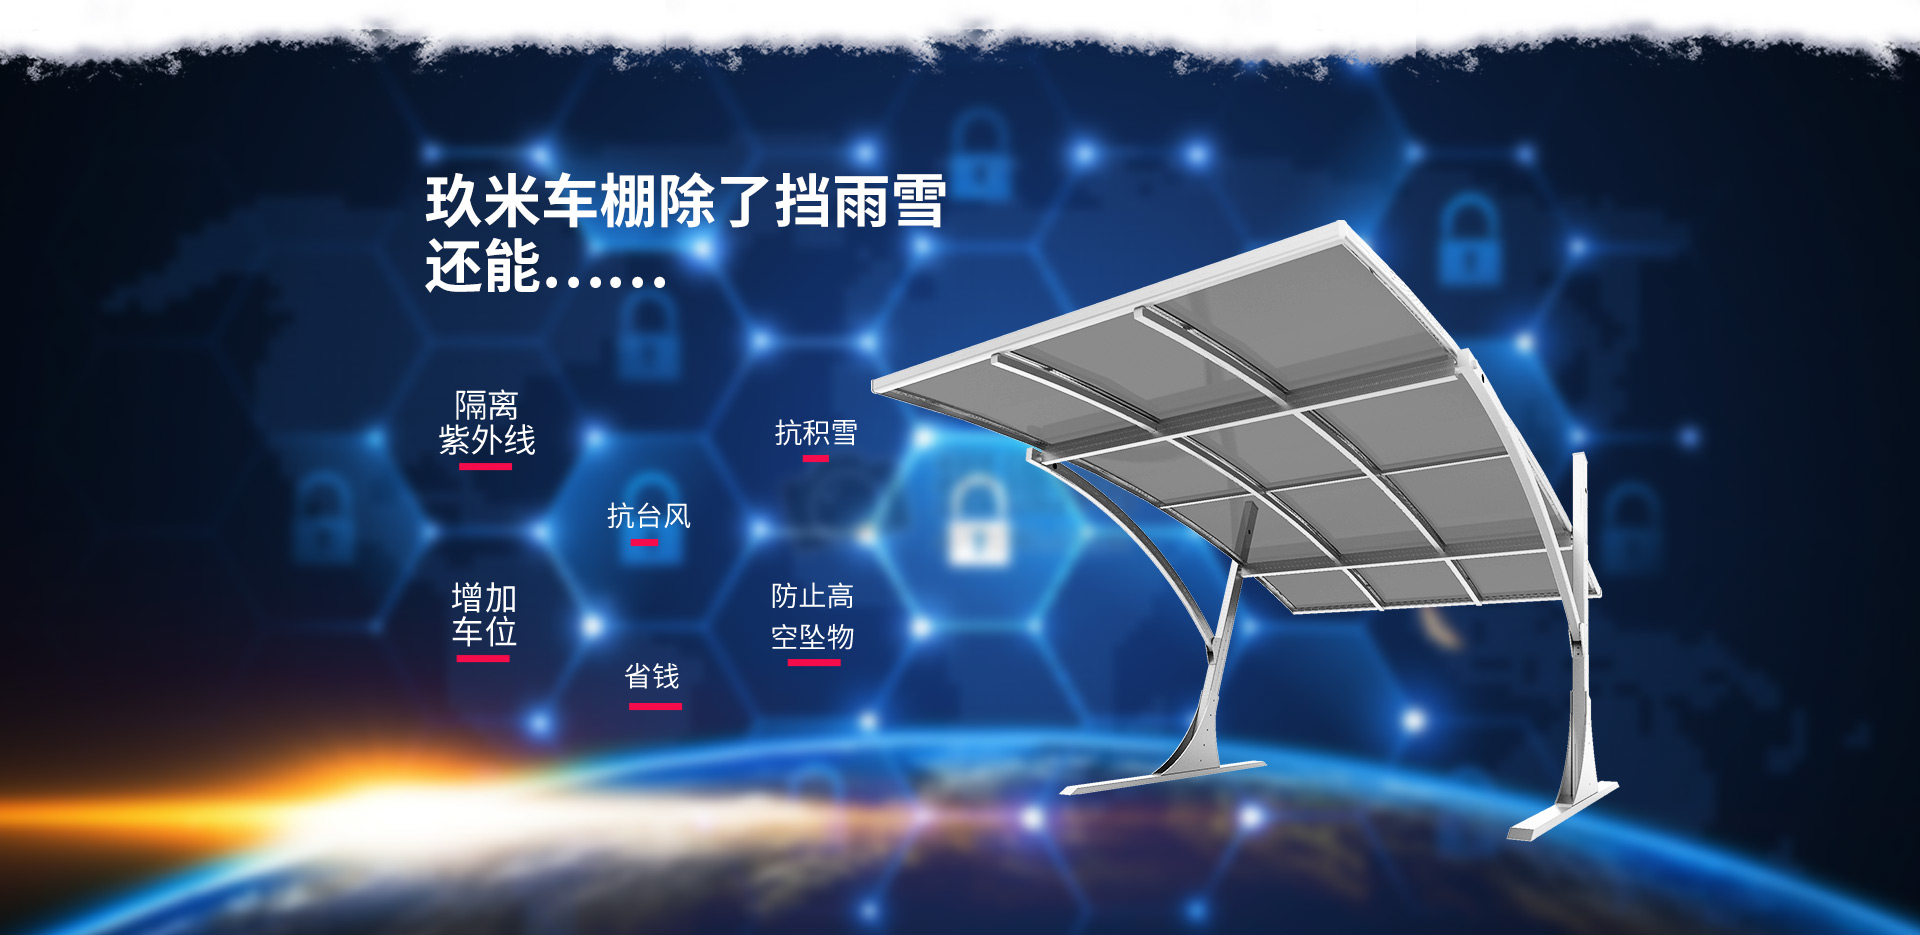 玖米车棚除了挡雨雪
还能......
隔离
紫外线
抗积雪
抗台风
增加
车位
防止高
空坠物
省钱